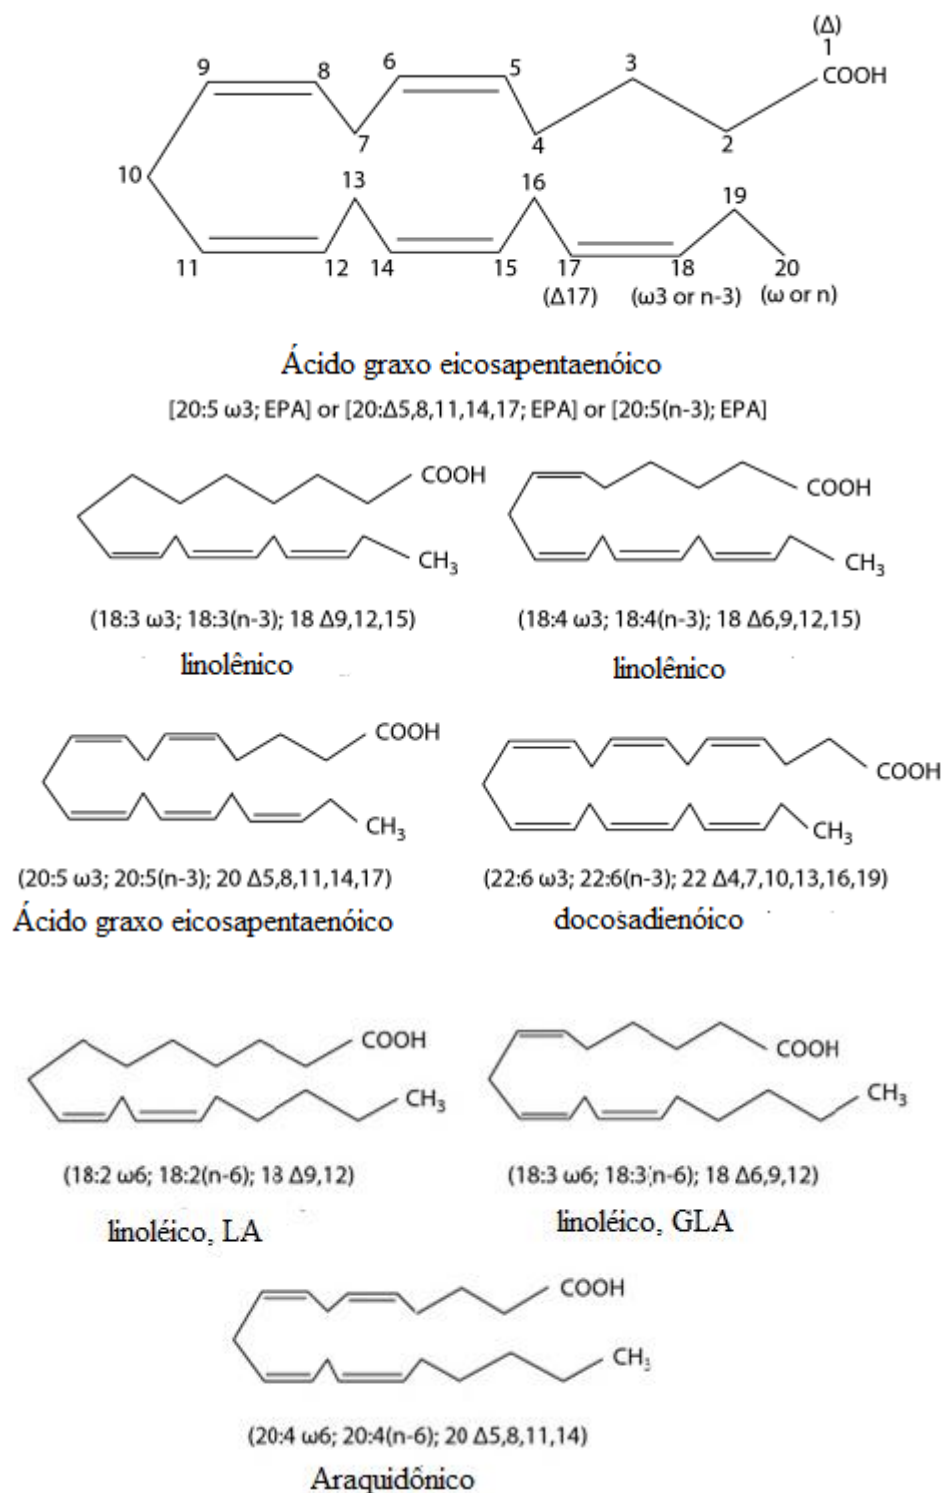 (Δ)
1
9 8 6 5 3 COOH
7 4 2
10 13 16 19
11 12 14 15 17 18 20
(Δ17) (ω3 or n-3) (ω or n)
Ácido graxo eicosapentaenóico
[20:5 ω3; EPA] or [20:Δ5,8,11,14,17; EPA] or [20:5(n-3); EPA]
COOH
CH₃
(18:3 ω3; 18:3(n-3); 18 Δ9,12,15)
linolênico
COOH
CH₃
(18:4 ω3; 18:4(n-3); 18 Δ6,9,12,15)
linolênico
COOH
CH₃
(20:5 ω3; 20:5(n-3); 20 Δ5,8,11,14,17)
Ácido graxo eicosapentaenóico
COOH
CH₃
(22:6 ω3; 22:6(n-3); 22 Δ4,7,10,13,16,19)
docosadienóico
COOH
CH₃
(18:2 ω6; 18:2(n-6); 18 Δ9,12)
linoléico, LA
COOH
CH₃
(18:3 ω6; 18:3(n-6); 18 Δ6,9,12)
linoléico, GLA
COOH
CH₃
(20:4 ω6; 20:4(n-6); 20 Δ5,8,11,14)
Araquidônico